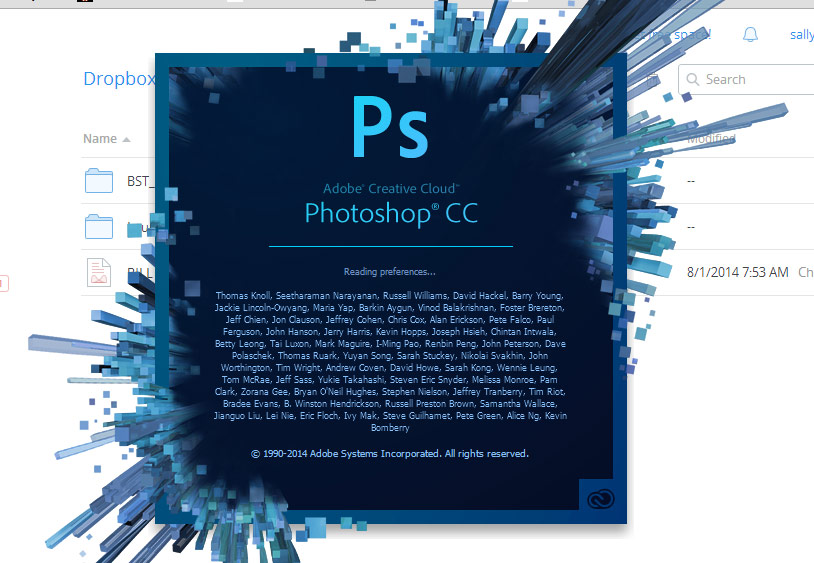 space!
sally
Dropbox
Search
Name
Modified
BST_
--
--
8/1/2014 7:53 AM
Ch
Ps
Adobe® Creative Cloud™
Photoshop® CC
Reading preferences...
Thomas Knoll, Seetharaman Narayanan, Russell Williams, David Hackel, Barry Young,
Jackie Lincoln-Owyang, Maria Yap, Barkin Aygun, Vinod Balakrishnan, Foster Brereton,
Jeff Chien, Jon Clauson, Jeffrey Cohen, Chris Cox, Alan Erickson, Pete Falco, Paul
Ferguson, John Hanson, Jerry Harris, Kevin Hopps, Joseph Hsieh, Chintan Intwala,
Betty Leong, Tai Luxon, Mark Maguire, I-Ming Pao, Renbin Peng, John Peterson, Dave
Polaschek, Thomas Ruark, Yuyan Song, Sarah Stuckey, Nikolai Svakhin, John
Worthington, Tim Wright, Andrew Coven, David Howe, Sarah Kong, Wennie Leung,
Tom McRae, Jeff Sass, Yukie Takahashi, Steven Eric Snyder, Melissa Monroe, Pam
Clark, Zorana Gee, Bryan O'Neil Hughes, Stephen Nielson, Jeffrey Tranberry, Tim Riot,
Bradee Evans, B. Winston Hendrickson, Russell Preston Brown, Samantha Wallace,
Jianguo Liu, Lei Nie, Eric Floch, Ivy Mak, Steve Guilhamet, Pete Green, Alice Ng, Kevin
Bomberry
© 1990-2014 Adobe Systems Incorporated. All rights reserved.